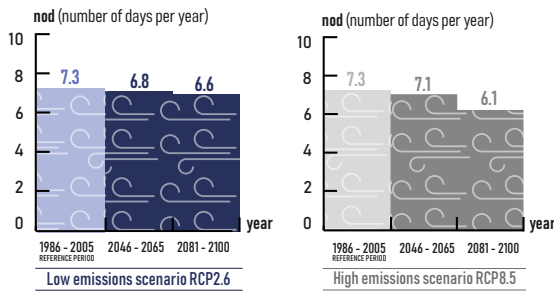 nod (number of days per year)
10
8
6
4
2
0
7.3
6.8
6.6
year
1986 - 2005
REFERENCE PERIOD
2046 - 2065
2081 - 2100
Low emissions scenario RCP2.6
nod (number of days per year)
10
8
6
4
2
0
7.3
7.1
6.1
year
1986 - 2005
REFERENCE PERIOD
2046 - 2065
2081 - 2100
High emissions scenario RCP8.5